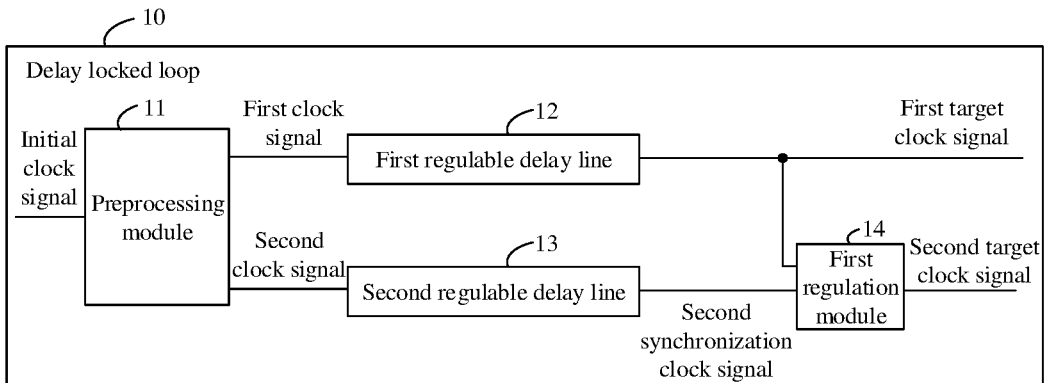 10
Delay locked loop
11
Initial
clock
signal
Preprocessing
module
First clock
signal
12
First regulable delay line
First target
clock signal
Second
clock signal
13
Second regulable delay line
Second
synchronization
clock signal
14
First
regulation
module
Second target
clock signal